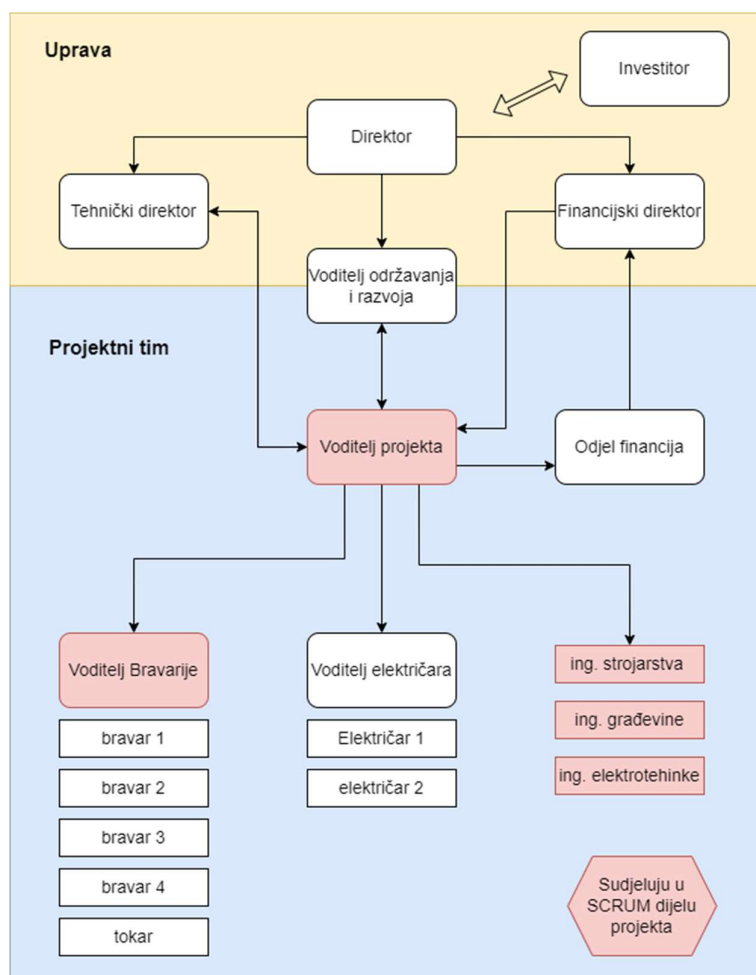 Uprava
Investitor
Direktor
Tehnički direktor
Financijski direktor
Voditelj održavanja
i razvoja
Projektni tim
Voditelj projekta
Odjel financija
Voditelj Bravarije
Voditelj električara
ing. strojarstva
bravar 1
Električar 1
ing. građevine
bravar 2
električar 2
ing. elektrotehinke
bravar 3
bravar 4
tokar
Sudjeluju u
SCRUM dijelu
projekta